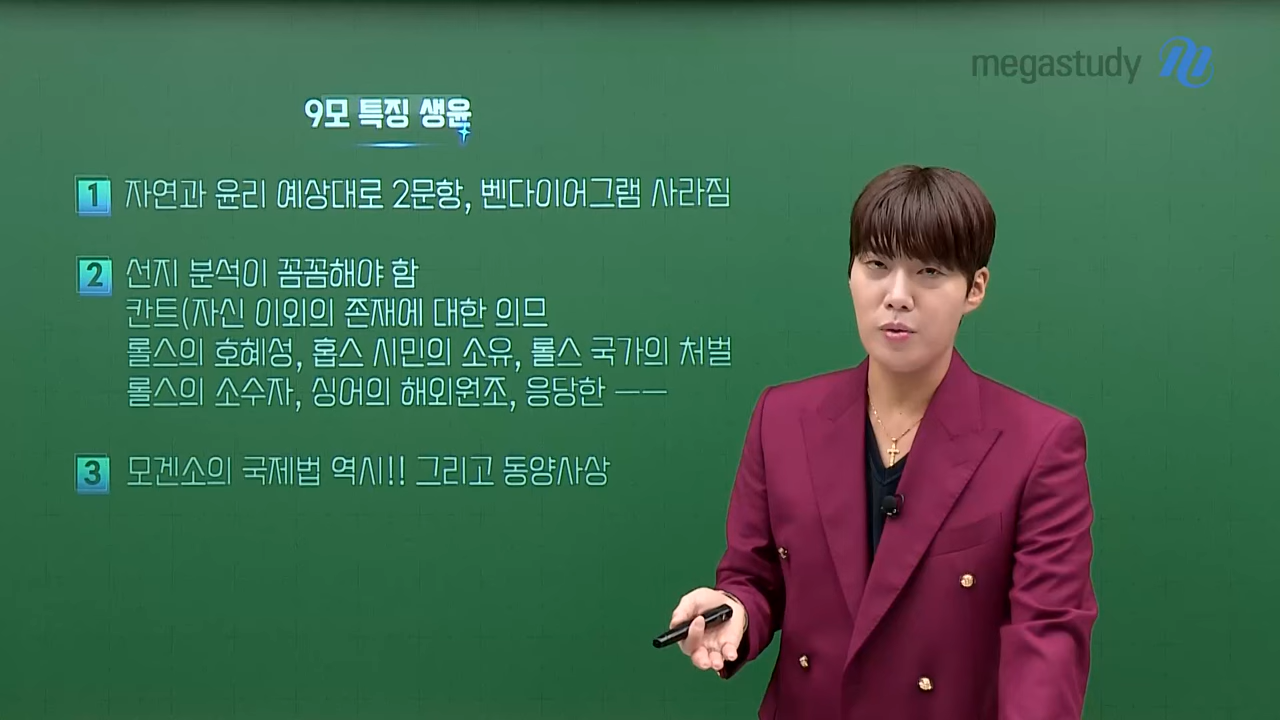 megastudy
9모 특징 생윤
1 자연과 윤리 예상대로 2문항, 벤다이어그램 사라짐
2 선지 분석이 꼼꼼해야 함
칸트(자신 이외의 존재에 대한 의므
롤스의 호혜성, 홉스 시민의 소유, 롤스 국가의 처벌
롤스의 소수자, 싱어의 해외원조, 응당한 ――
3 모겐소의 국제법 역시!! 그리고 동양사상